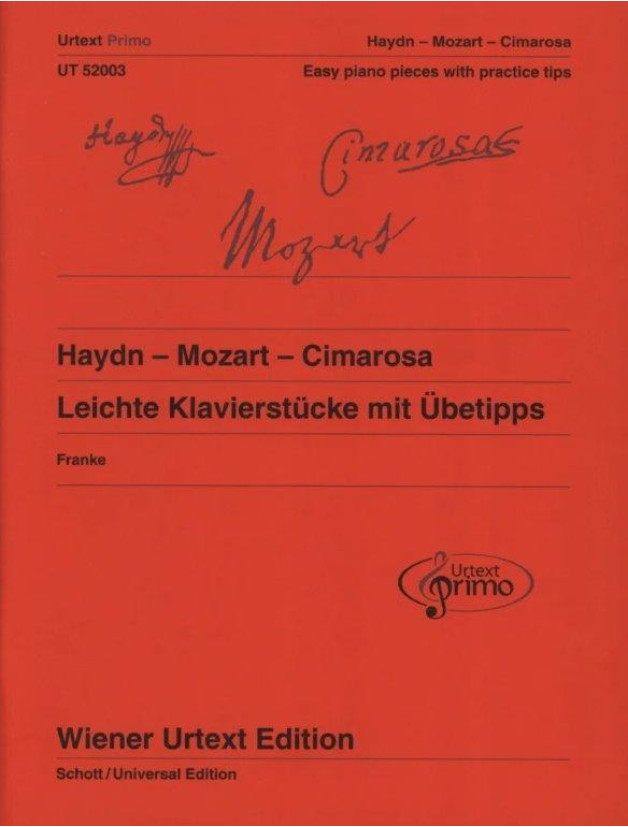 Urtext Primo
Haydn – Mozart – Cimarosa
UT 52003
Easy piano pieces with practice tips
Haydn
Cimarosa
Mozart
Haydn – Mozart – Cimarosa
Leichte Klavierstücke mit Übetipps
Franke
Urtext
primo
Wiener Urtext Edition
Schott / Universal Edition